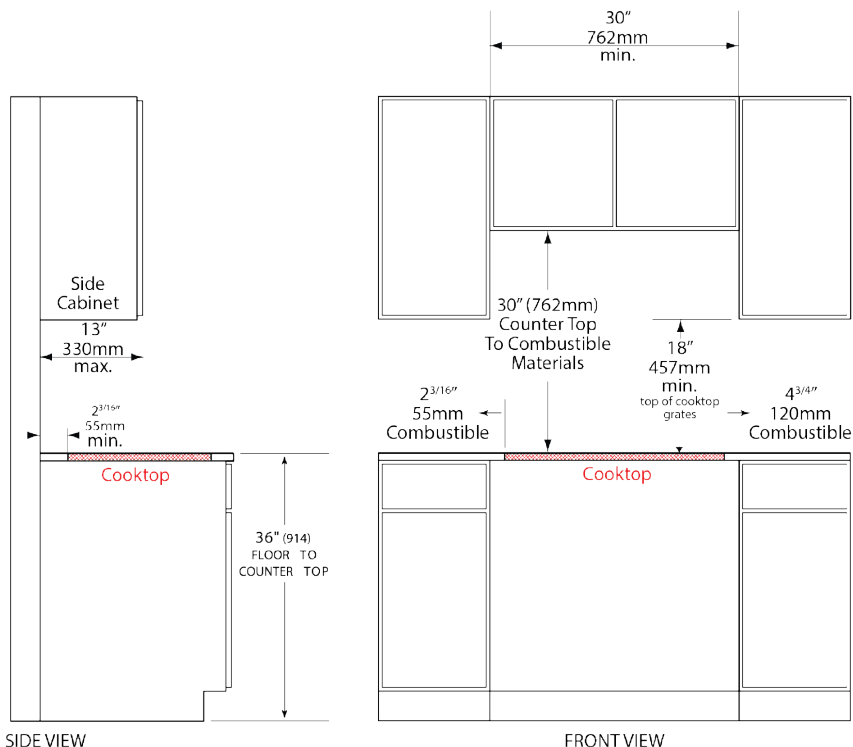 30"
762mm
min.
Side
Cabinet
13"
330mm
max.
2 3/16"
55mm
min.
Cooktop
36" (914)
FLOOR TO
COUNTER TOP
SIDE VIEW
30" (762mm)
Counter Top
To Combustible
Materials
18"
457mm
min.
top of cooktop
grates
2 3/16"
55mm
Combustible
4 3/4"
120mm
Combustible
Cooktop
FRONT VIEW